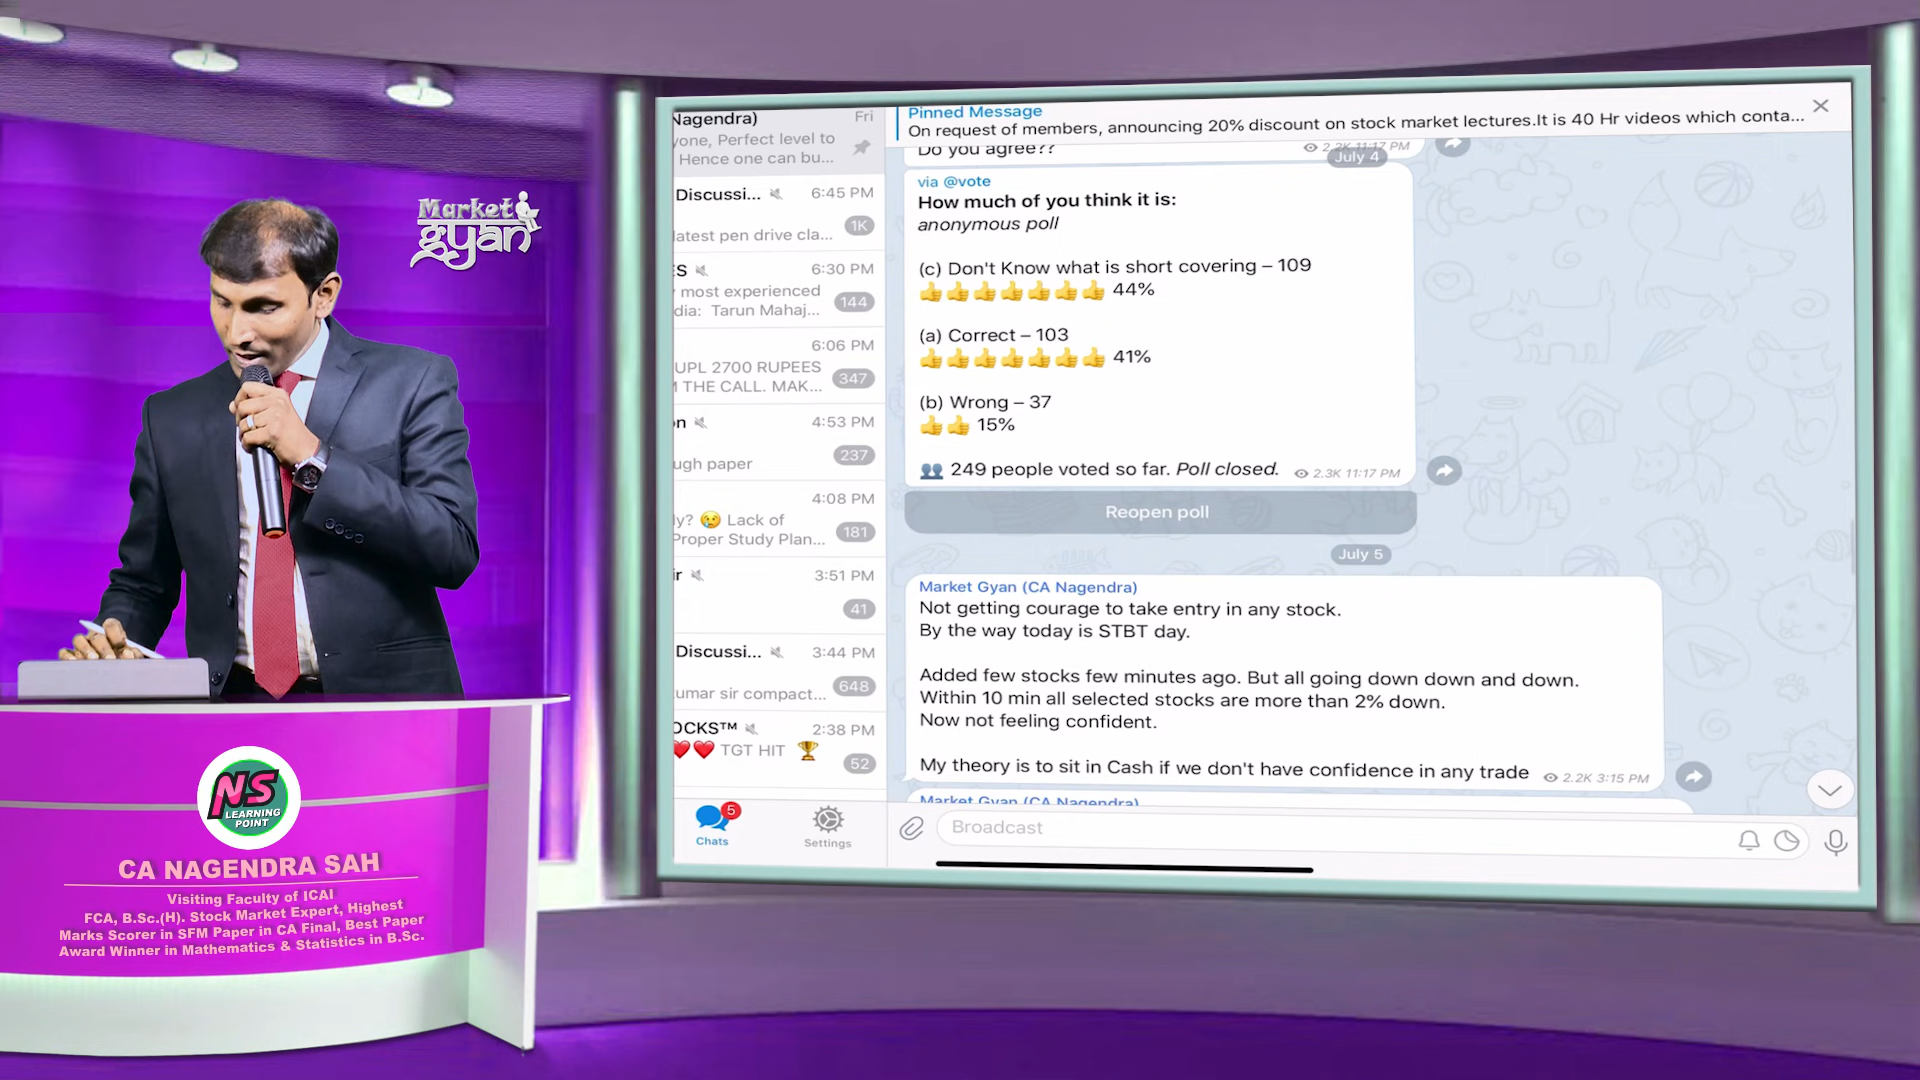 Market
gyan
NS
LEARNING
POINT
CA NAGENDRA SAH
Visiting Faculty of ICAI
FCA, B.Sc.(H). Stock Market Expert, Highest
Marks Scorer in SFM Paper in CA Final, Best Paper
Award Winner in Mathematics & Statistics in B.Sc.
Nagendra) Fri
yone, Perfect level to
Hence one can bu...
Discussi... 6:45 PM
latest pen drive cla... 1K
ES 6:30 PM
most experienced
dia: Tarun Mahaj... 144
6:06 PM
UPL 2700 RUPEES
THE CALL. MAK... 347
on 4:53 PM
ugh paper 237
4:08 PM
ly? 😢 Lack of
Proper Study Plan... 181
ir 3:51 PM
41
Discussi... 3:44 PM
umar sir compact... 648
OCKS™ 2:38 PM
❤️❤️ TGT HIT 🏆
52
5
Chats
Settings
Pinned Message
On request of members, announcing 20% discount on stock market lectures.It is 40 Hr videos which conta...
Do you agree?? 2.2K 11:17 PM
July 4
via @vote
How much of you think it is:
anonymous poll
(c) Don't Know what is short covering – 109
👍👍👍👍👍👍👍 44%
(a) Correct – 103
👍👍👍👍👍👍👍 41%
(b) Wrong – 37
👍👍 15%
👥 249 people voted so far. Poll closed. 2.3K 11:17 PM
Reopen poll
July 5
Market Gyan (CA Nagendra)
Not getting courage to take entry in any stock.
By the way today is STBT day.
Added few stocks few minutes ago. But all going down down and down.
Within 10 min all selected stocks are more than 2% down.
Now not feeling confident.
My theory is to sit in Cash if we don't have confidence in any trade 2.2K 3:15 PM
Market Gyan (CA Nagendra)
Broadcast